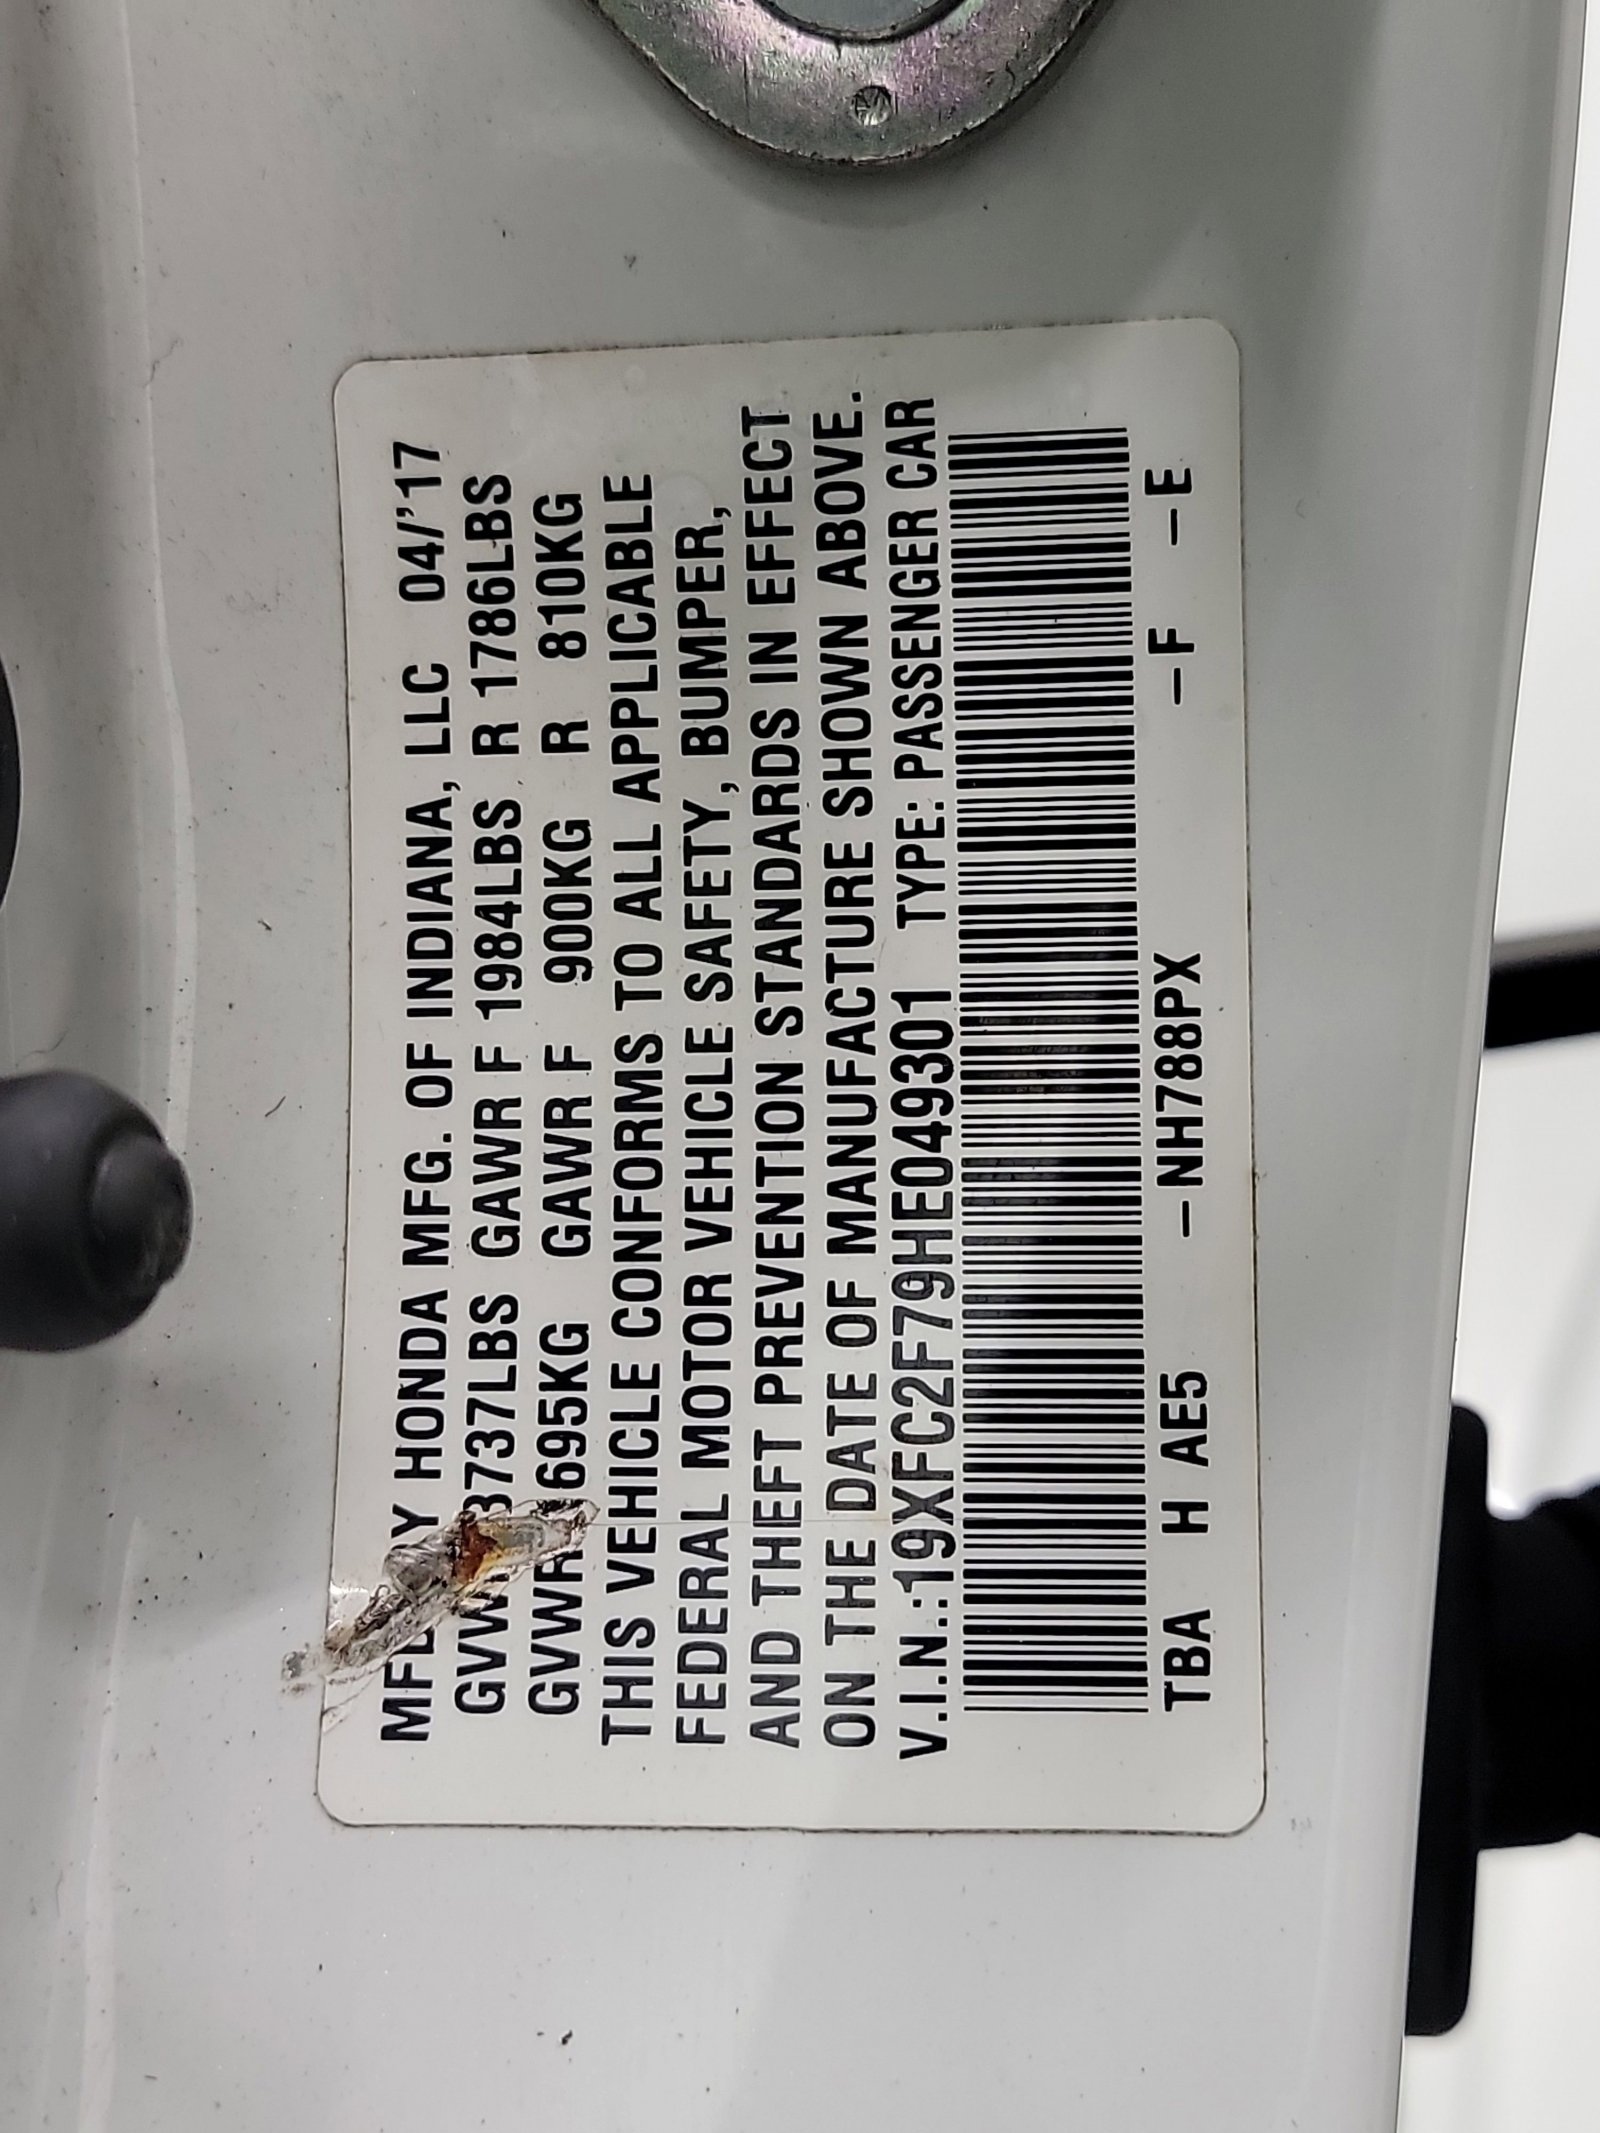 MFD BY HONDA MFG. OF INDIANA, LLC 04/'17
GVWR 3737LBS GAWR F 1984LBS R 1786LBS
GVWR 1695KG GAWR F 900KG R 810KG
THIS VEHICLE CONFORMS TO ALL APPLICABLE
FEDERAL MOTOR VEHICLE SAFETY, BUMPER,
AND THEFT PREVENTION STANDARDS IN EFFECT
ON THE DATE OF MANUFACTURE SHOWN ABOVE.
V.I.N.:19XFC2F79HE049301 TYPE: PASSENGER CAR
TBA H AE5 –NH788PX –F –E